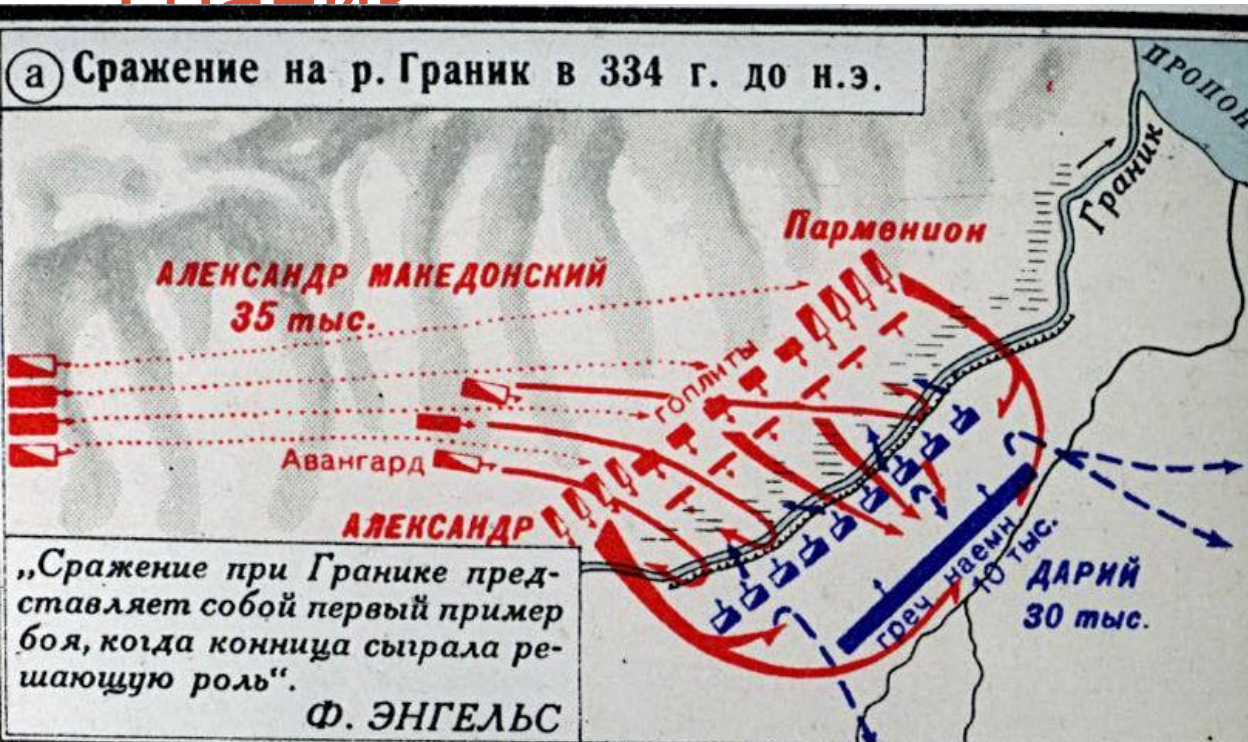 а Сражение на р. Граник в 334 г. до н.э.
ПРОПОН
Граник
Парменион
АЛЕКСАНДР МАКЕДОНСКИЙ
35 тыс.
ГОПЛИТЫ
Авангард
АЛЕКСАНДР
греч наемн
10 тыс.
ДАРИЙ
30 тыс.
„Сражение при Гранике пред-
ставляет собой первый пример
боя, когда конница сыграла ре-
шающую роль“.
Ф. ЭНГЕЛЬС